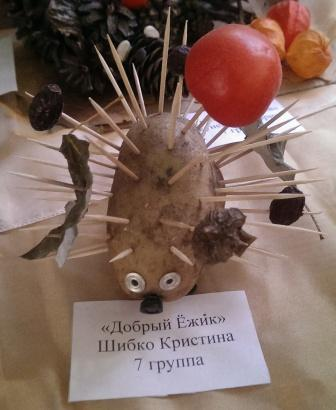 «Добрый Ёжик»
Шибко Кристина
7 группа